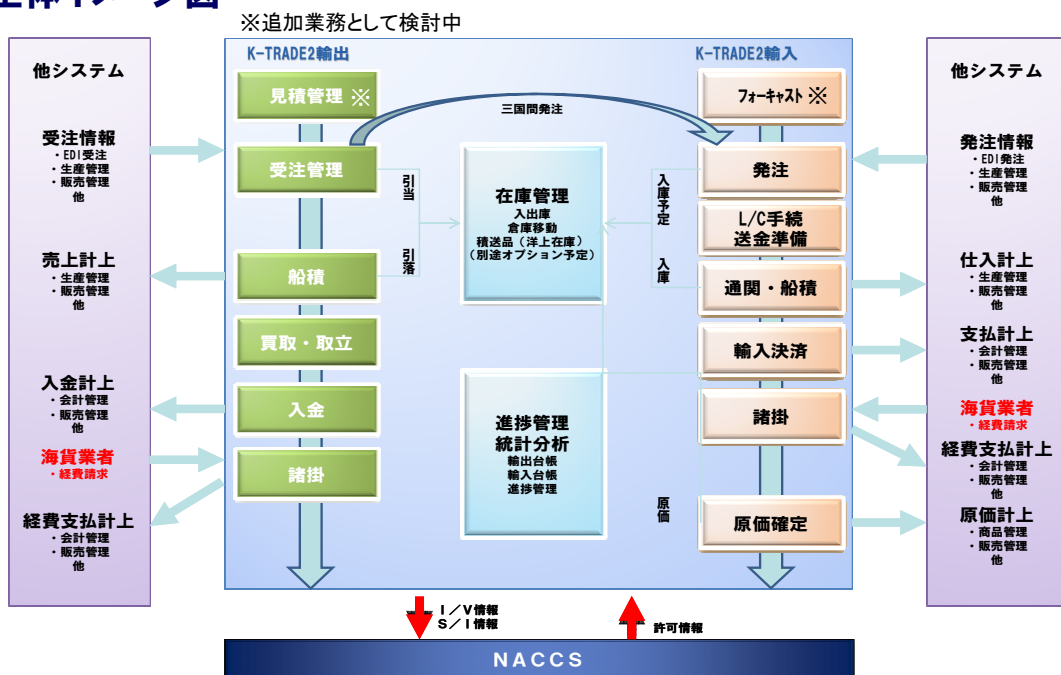 全体イメージ図
※追加業務として検討中
他システム
受注情報
・EDI受注
・生産管理
・販売管理
他
売上計上
・生産管理
・販売管理
他
入金計上
・会計管理
・販売管理
他
海貨業者
・経費請求
経費支払計上
・会計管理
・販売管理
他
K-TRADE2輸出
見積管理 ※
受注管理
船積
買取・取立
入金
諸掛
三国間発注
引当
引落
在庫管理
入出庫
倉庫移動
積送品（洋上在庫）
（別途オプション予定）
進捗管理
統計分析
輸出台帳
輸入台帳
進捗管理
入庫予定
入庫
原価
K-TRADE2輸入
フォーキャスト ※
発注
L/C手続
送金準備
通関・船積
輸入決済
諸掛
原価確定
他システム
発注情報
・EDI発注
・生産管理
・販売管理
他
仕入計上
・生産管理
・販売管理
他
支払計上
・会計管理
・販売管理
他
海貨業者
・経費請求
経費支払計上
・会計管理
・販売管理
他
原価計上
・商品管理
・販売管理
他
I／V情報
S／I情報
許可情報
NACCS